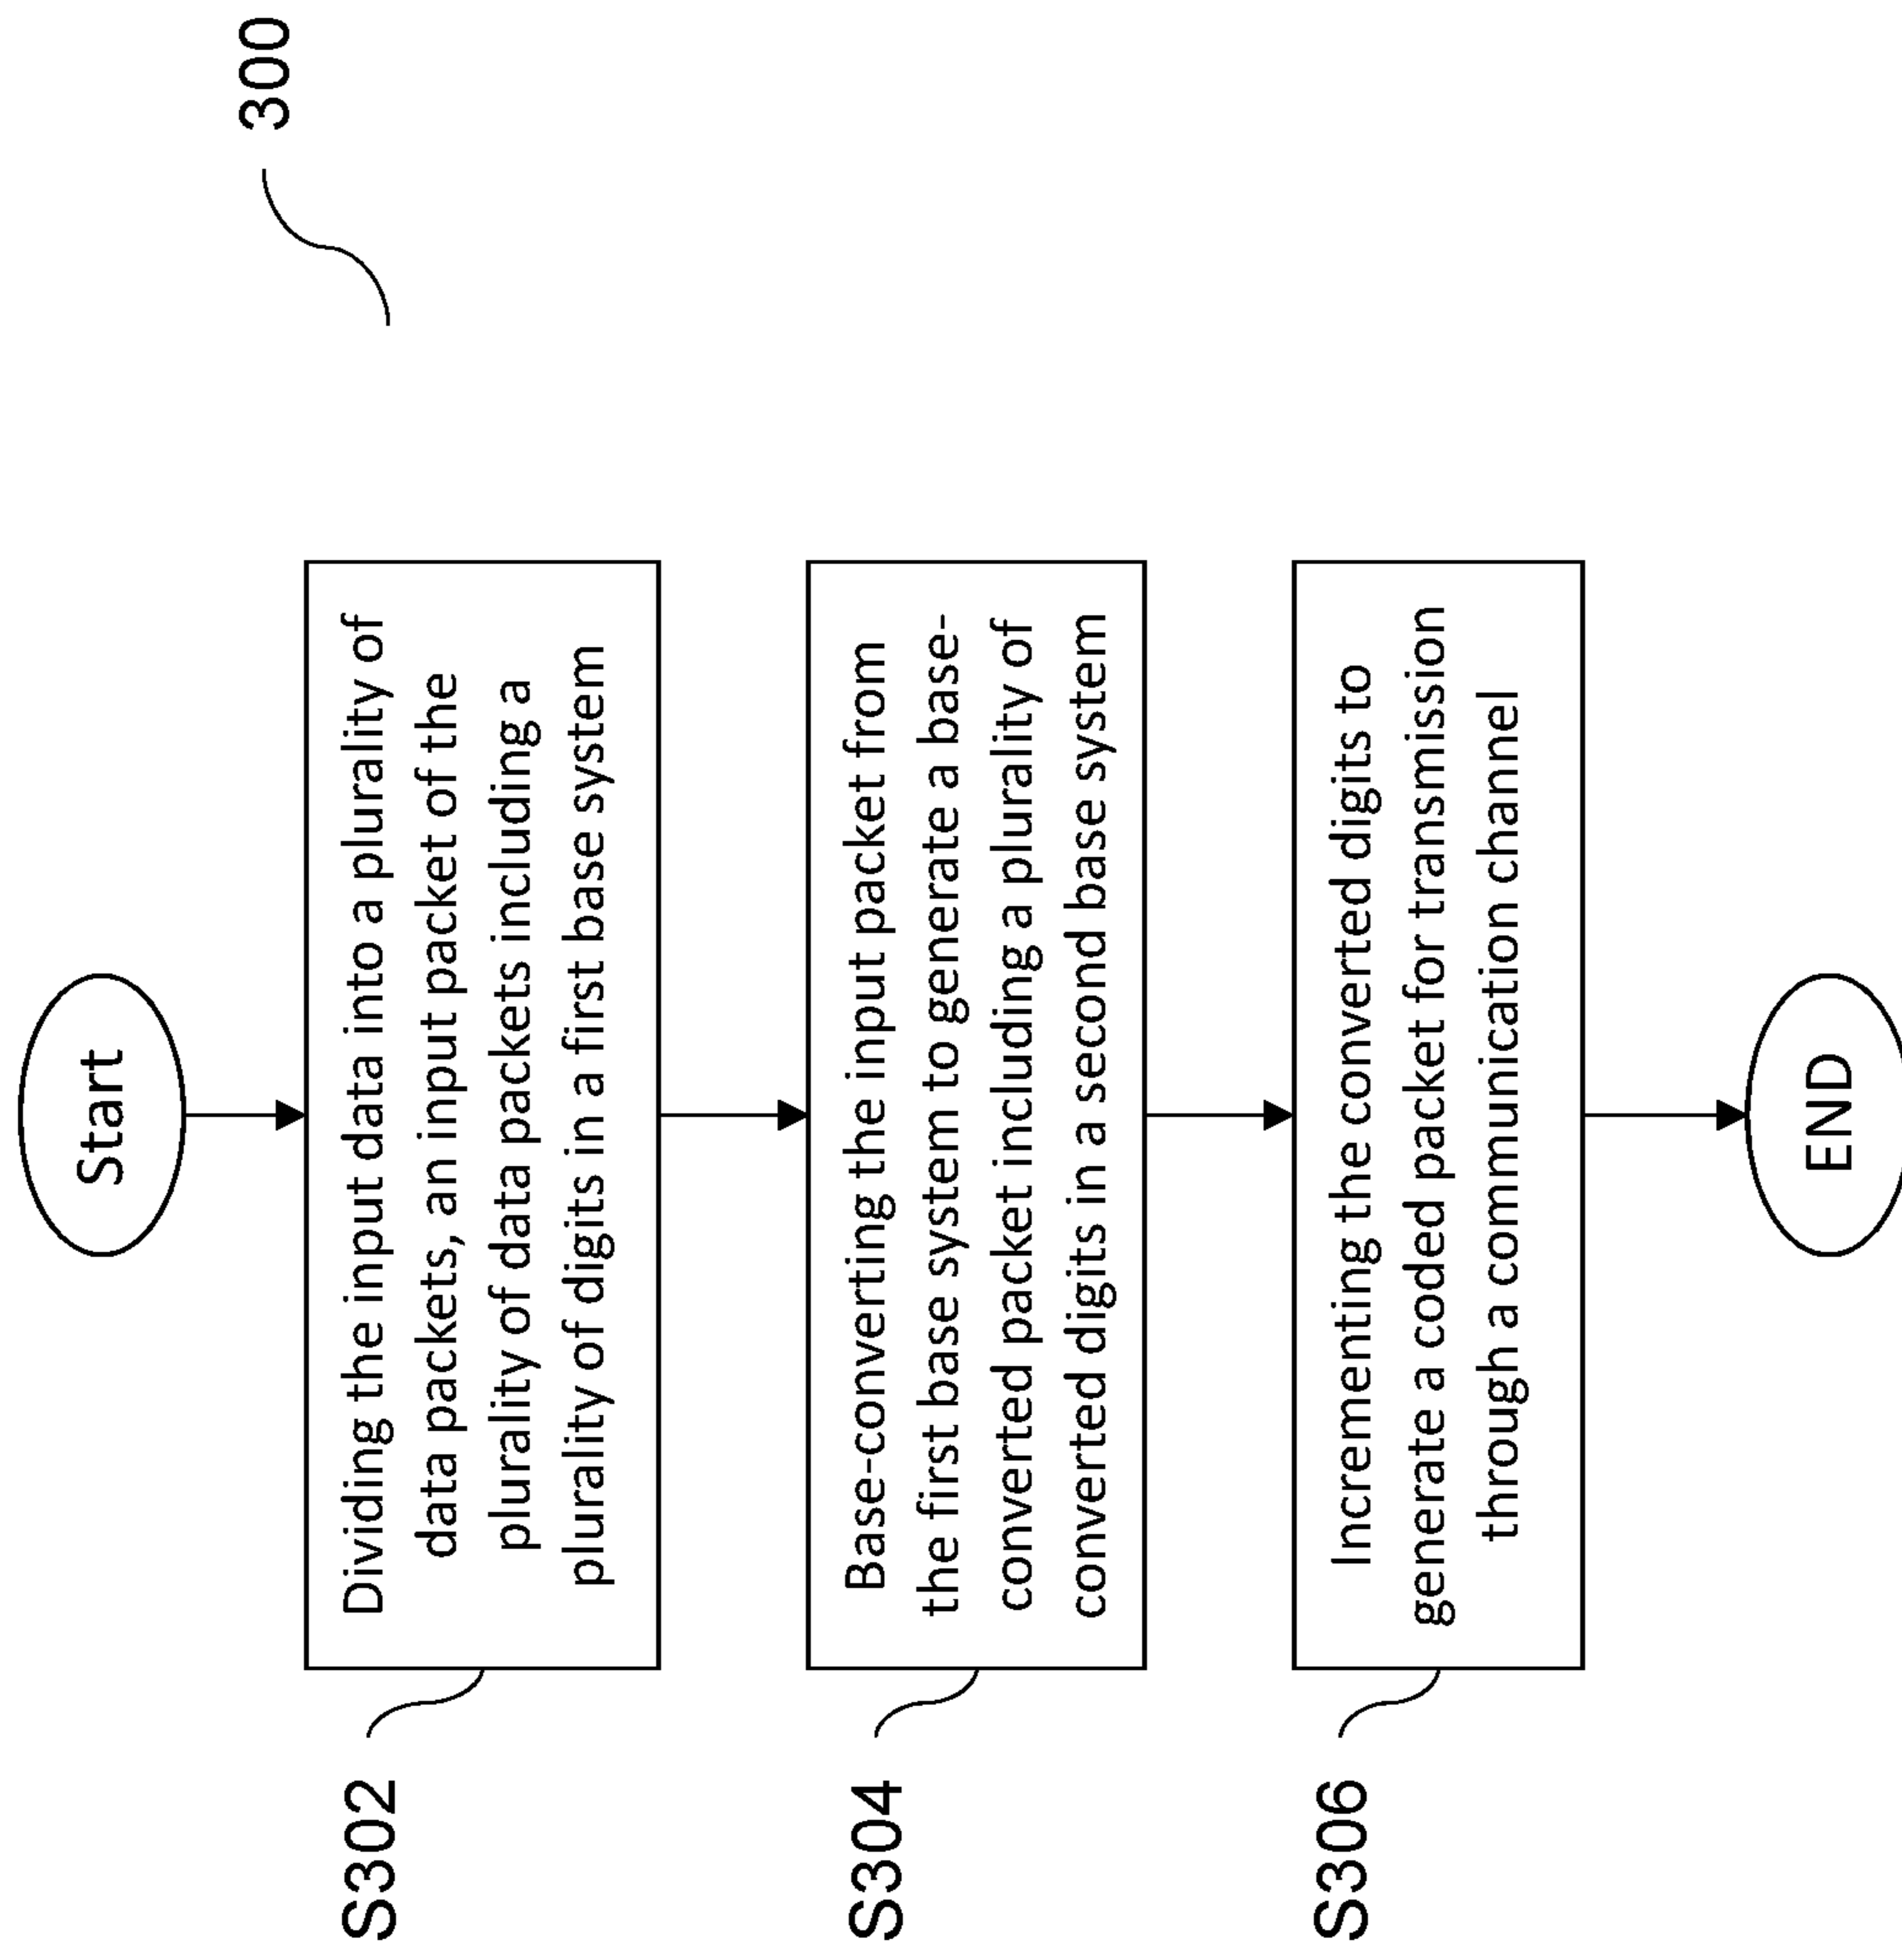 300
Start
S302
Dividing the input data into a plurality of
data packets, an input packet of the
plurality of data packets including a
plurality of digits in a first base system
S304
Base-converting the input packet from
the first base system to generate a base-
converted packet including a plurality of
converted digits in a second base system
S306
Incrementing the converted digits to
generate a coded packet for transmission
through a communication channel
END